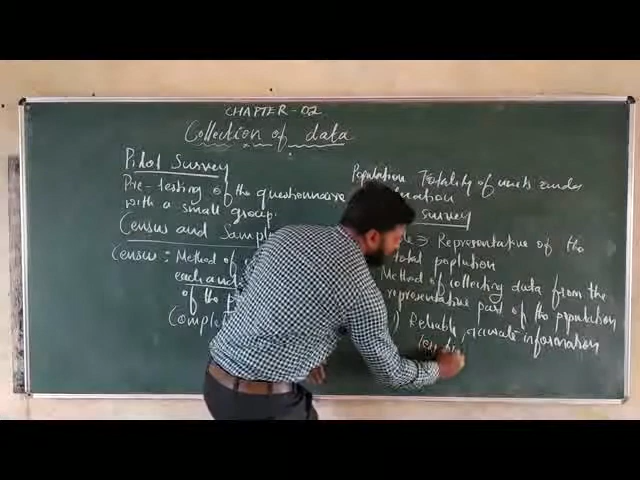 CHAPTER-02
Collection of data
Pilot Survey
Pre-testing of the questionnaire
with a small group.
Census and Sampl
Census: Method of
each and
of the p
(Compl
Population: Totality of units under
survey
⇒ Representative of the
total poplution
Method of collecting data from the
representative part of the population
Reliable, accurate information